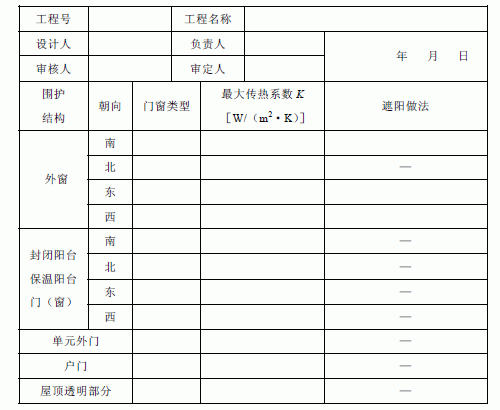 工程号 工程名称
设计人 负责人
年 月 日
审核人 审定人
围护
结构
朝向 门窗类型
最大传热系数 K
[W/(m²·K)]
遮阳做法
外窗
南
北 —
东
西
封闭阳台
保温阳台
门(窗)
南 —
北 —
东 —
西 —
单元外门 —
户门 —
屋顶透明部分 —